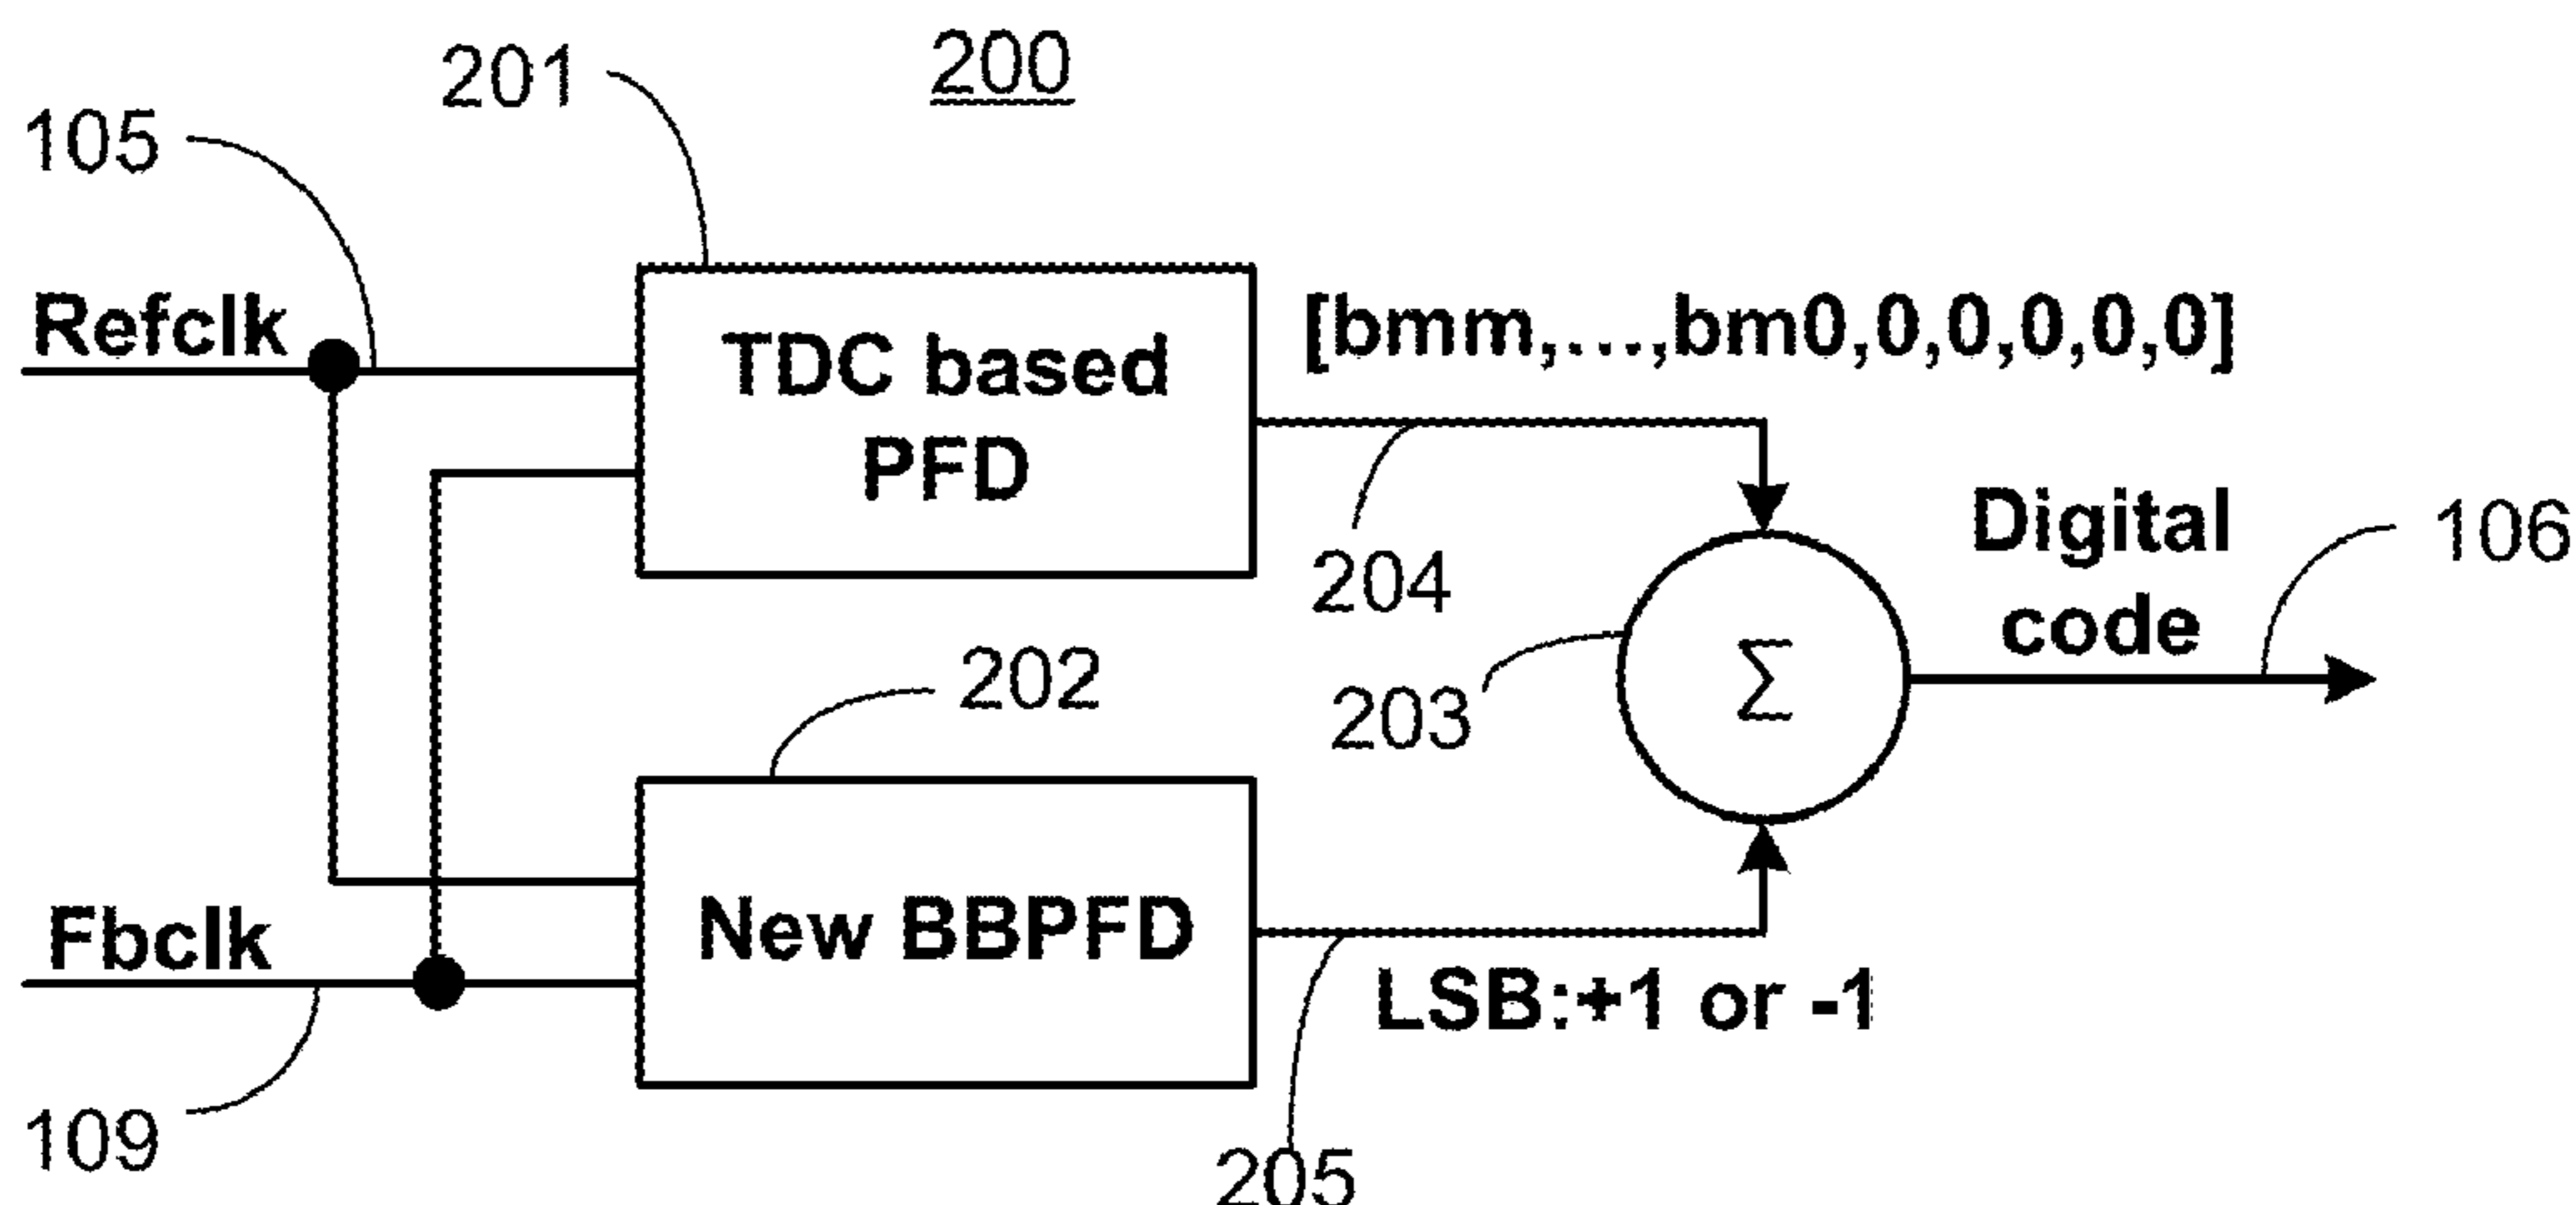 200
201
105
Refclk
TDC based
PFD
[bmm,...,bm0,0,0,0,0,0]
204
Digital
code
106
203
Σ
202
Fbclk
New BBPFD
LSB:+1 or -1
109
205